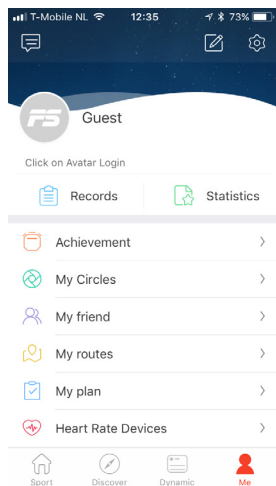 T-Mobile NL 12:35 73%
FS
Guest
Click on Avatar Login
Records Statistics
Achievement
My Circles
My friend
My routes
My plan
Heart Rate Devices
Sport Discover Dynamic Me